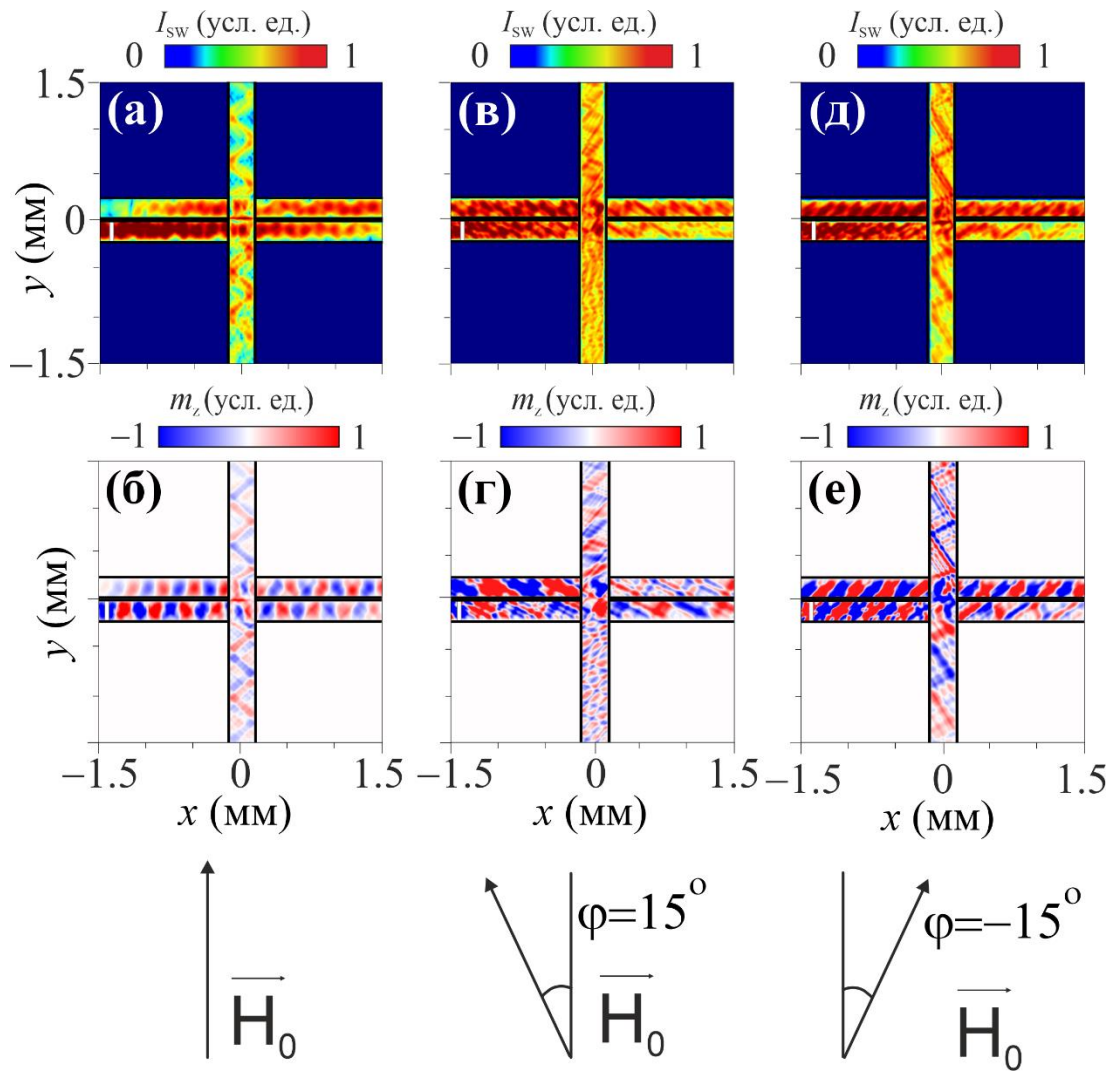 I_SW (усл. ед.) I_SW (усл. ед.) I_SW (усл. ед.)
0 1 0 1 0 1
1.5 (а) (в) (д)
y (мм) 0
−1.5
m_z (усл. ед.) m_z (усл. ед.) m_z (усл. ед.)
−1 1 −1 1 −1 1
(б) (г) (е)
y (мм)
−1.5 0 1.5 −1.5 0 1.5 −1.5 0 1.5
x (мм) x (мм) x (мм)
φ=15° φ=−15°
H₀ H₀ H₀